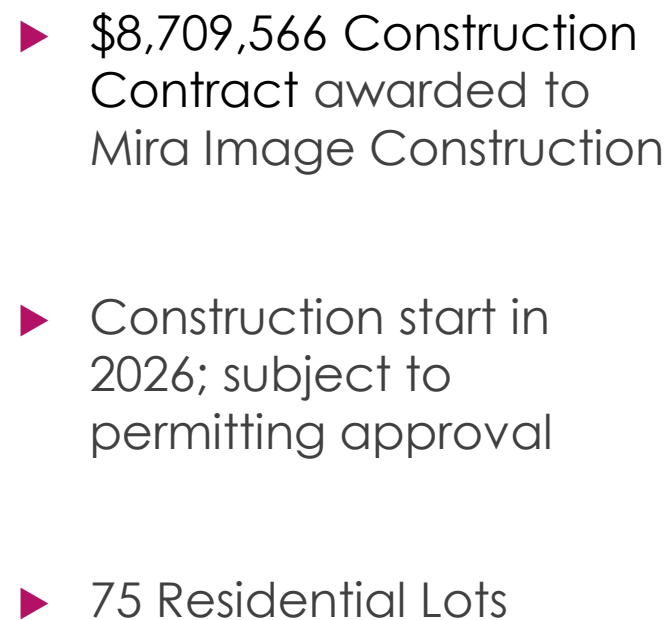 $8,709,566 Construction
Contract awarded to
Mira Image Construction
Construction start in
2026; subject to
permitting approval
75 Residential Lots